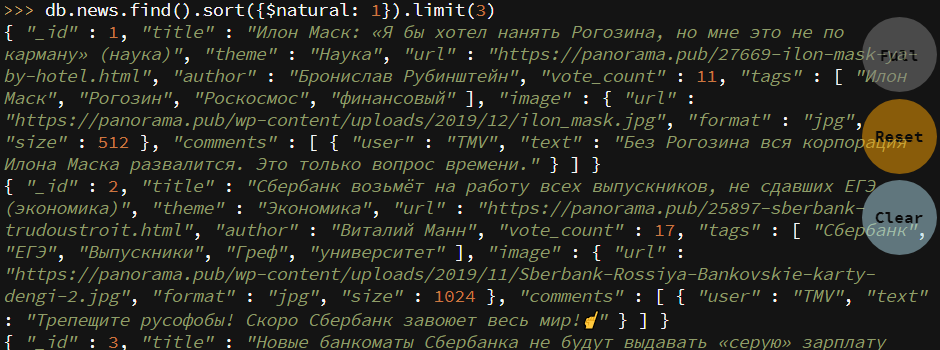 >>> db.news.find().sort({$natural: 1}).limit(3)
{ "_id" : 1, "title" : "Илон Маск: «Я бы хотел нанять Рогозина, но мне это не по
карману» (наука)", "theme" : "Наука", "url" : "https://panorama.pub/27669-ilon-mask-ya-
by-hotel.html", "author" : "Бронислав Рубинштейн", "vote_count" : 11, "tags" : [ "Илон
Маск", "Рогозин", "Роскосмос", "финансовый" ], "image" : { "url" :
"https://panorama.pub/wp-content/uploads/2019/12/ilon_mask.jpg", "format" : "jpg",
"size" : 512 }, "comments" : [ { "user" : "TMV", "text" : "Без Рогозина вся корпорация
Илона Маска развалится. Это только вопрос времени." } ] }
{ "_id" : 2, "title" : "Сбербанк возьмёт на работу всех выпускников, не сдавших ЕГЭ
(экономика)", "theme" : "Экономика", "url" : "https://panorama.pub/25897-sberbank-
trudoustroit.html", "author" : "Виталий Манн", "vote_count" : 17, "tags" : [ "Сбербанк",
"ЕГЭ", "Выпускники", "Греф", "университет" ], "image" : { "url" :
"https://panorama.pub/wp-content/uploads/2019/11/Sberbank-Rossiya-Bankovskie-karty-
dengi-2.jpg", "format" : "jpg", "size" : 1024 }, "comments" : [ { "user" : "TMV", "text"
: "Трепещите русофобы! Скоро Сбербанк завоюет весь мир!☝" } ] }
{ "_id" : 3, "title" : "Новые банкоматы Сбербанка не будут выдавать «серую» зарплату
Full
Reset
Clear